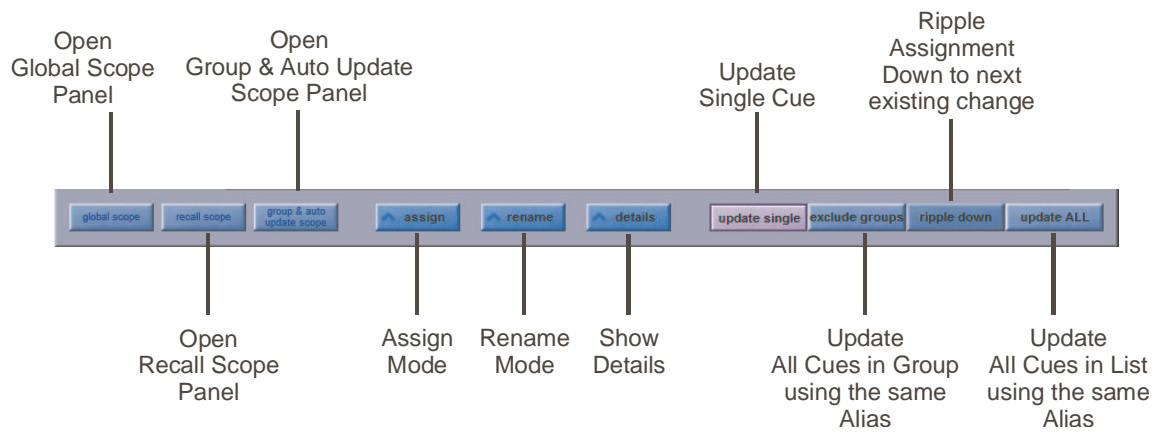 Open
Global Scope
Panel
Open
Group & Auto Update
Scope Panel
Update
Single Cue
Ripple
Assignment
Down to next
existing change
global scope
recall scope
group & auto
update scope
assign
rename
details
update single
exclude groups
ripple down
update ALL
Open
Recall Scope
Panel
Assign
Mode
Rename
Mode
Show
Details
Update
All Cues in Group
using the same
Alias
Update
All Cues in List
using the same
Alias